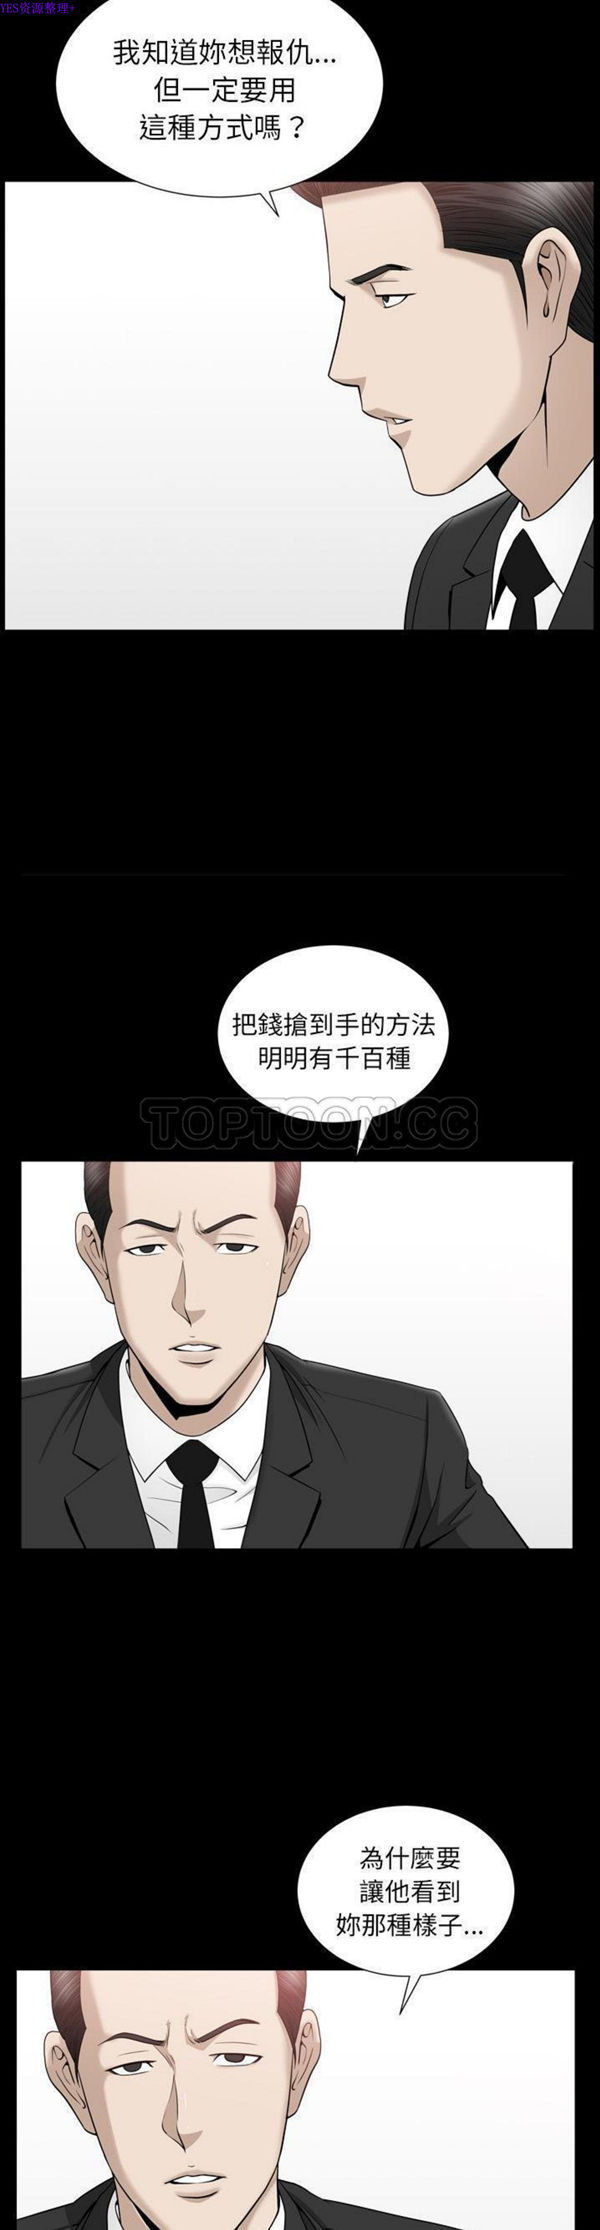 YES资源整理+
我知道妳想報仇...
但一定要用
這種方式嗎？
把錢搶到手的方法
明明有千百種
TOPTOON.CC
為什麼要
讓他看到
妳那種樣子...